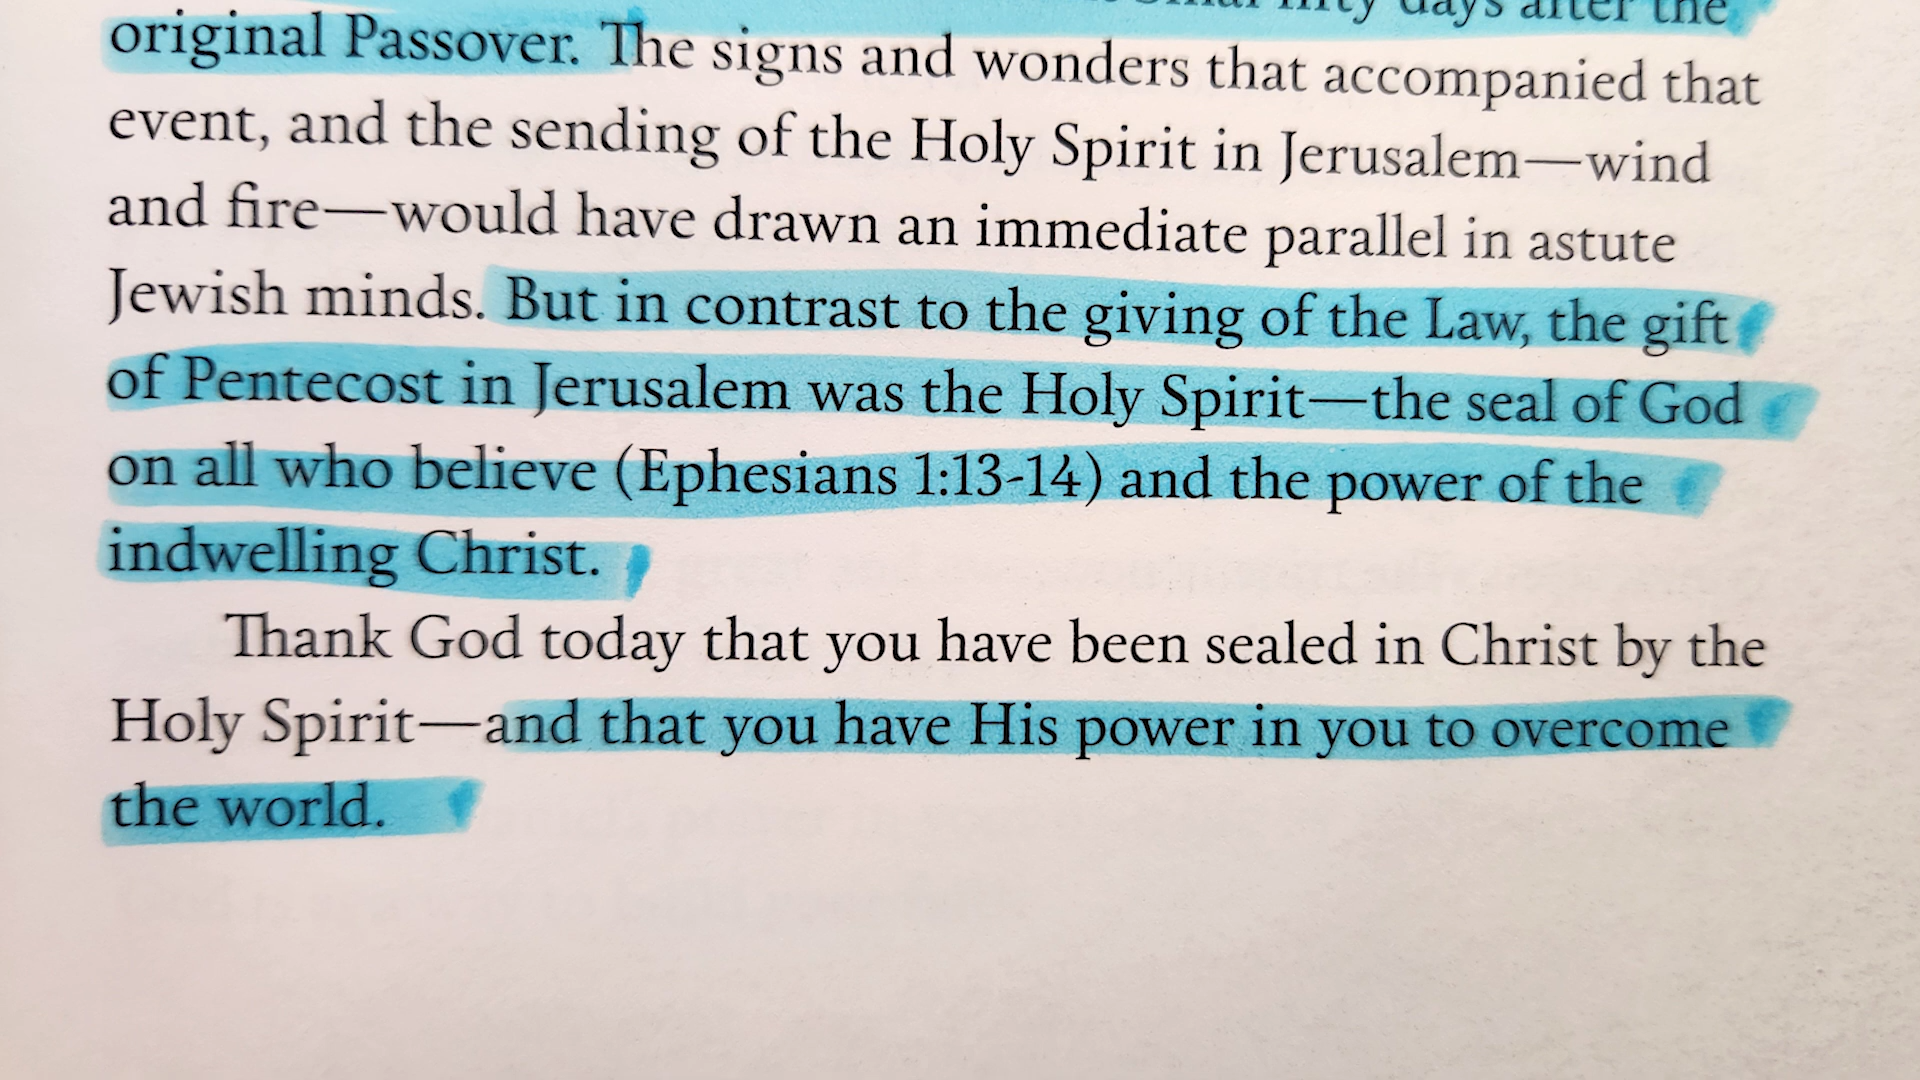 fifty days after the
original Passover. The signs and wonders that accompanied that
event, and the sending of the Holy Spirit in Jerusalem—wind
and fire—would have drawn an immediate parallel in astute
Jewish minds. But in contrast to the giving of the Law, the gift
of Pentecost in Jerusalem was the Holy Spirit—the seal of God
on all who believe (Ephesians 1:13-14) and the power of the
indwelling Christ.
Thank God today that you have been sealed in Christ by the
Holy Spirit—and that you have His power in you to overcome
the world.